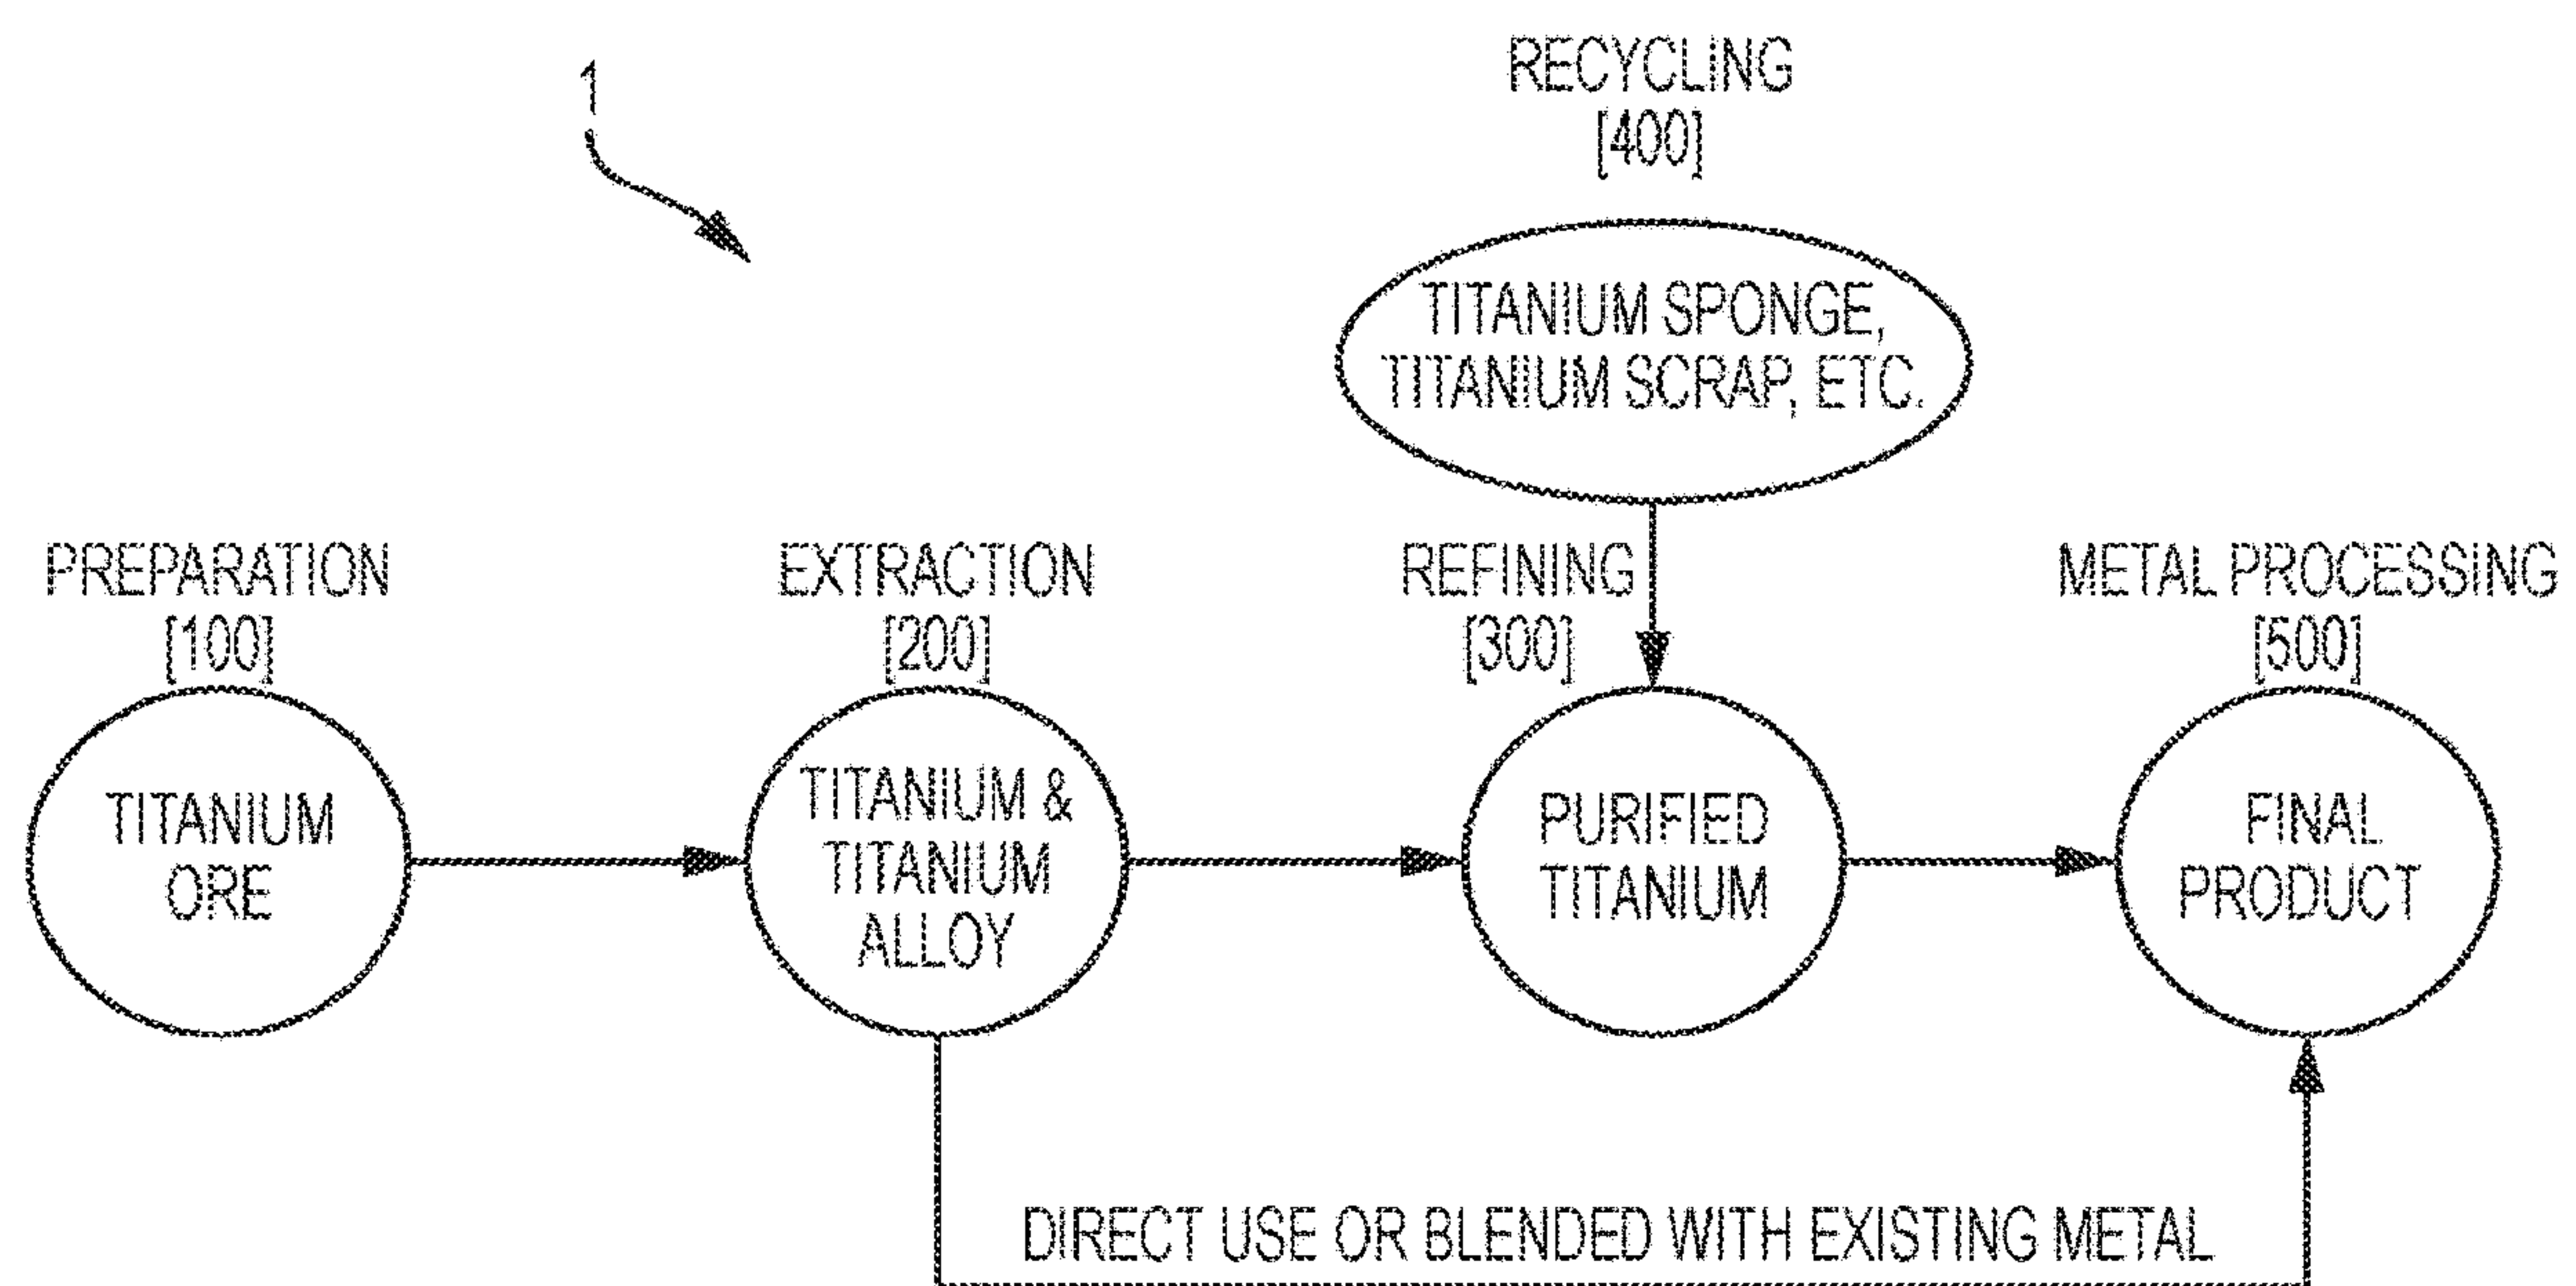 1
RECYCLING
[400]
TITANIUM SPONGE,
TITANIUM SCRAP, ETC.
PREPARATION
[100]
TITANIUM
ORE
EXTRACTION
[200]
TITANIUM &
TITANIUM
ALLOY
REFINING
[300]
PURIFIED
TITANIUM
METAL PROCESSING
[500]
FINAL
PRODUCT
DIRECT USE OR BLENDED WITH EXISTING METAL